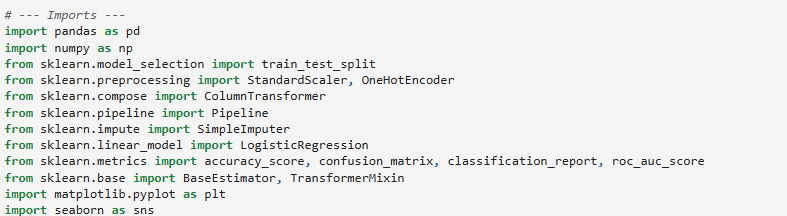 # --- Imports ---
import pandas as pd
import numpy as np
from sklearn.model_selection import train_test_split
from sklearn.preprocessing import StandardScaler, OneHotEncoder
from sklearn.compose import ColumnTransformer
from sklearn.pipeline import Pipeline
from sklearn.impute import SimpleImputer
from sklearn.linear_model import LogisticRegression
from sklearn.metrics import accuracy_score, confusion_matrix, classification_report, roc_auc_score
from sklearn.base import BaseEstimator, TransformerMixin
import matplotlib.pyplot as plt
import seaborn as sns